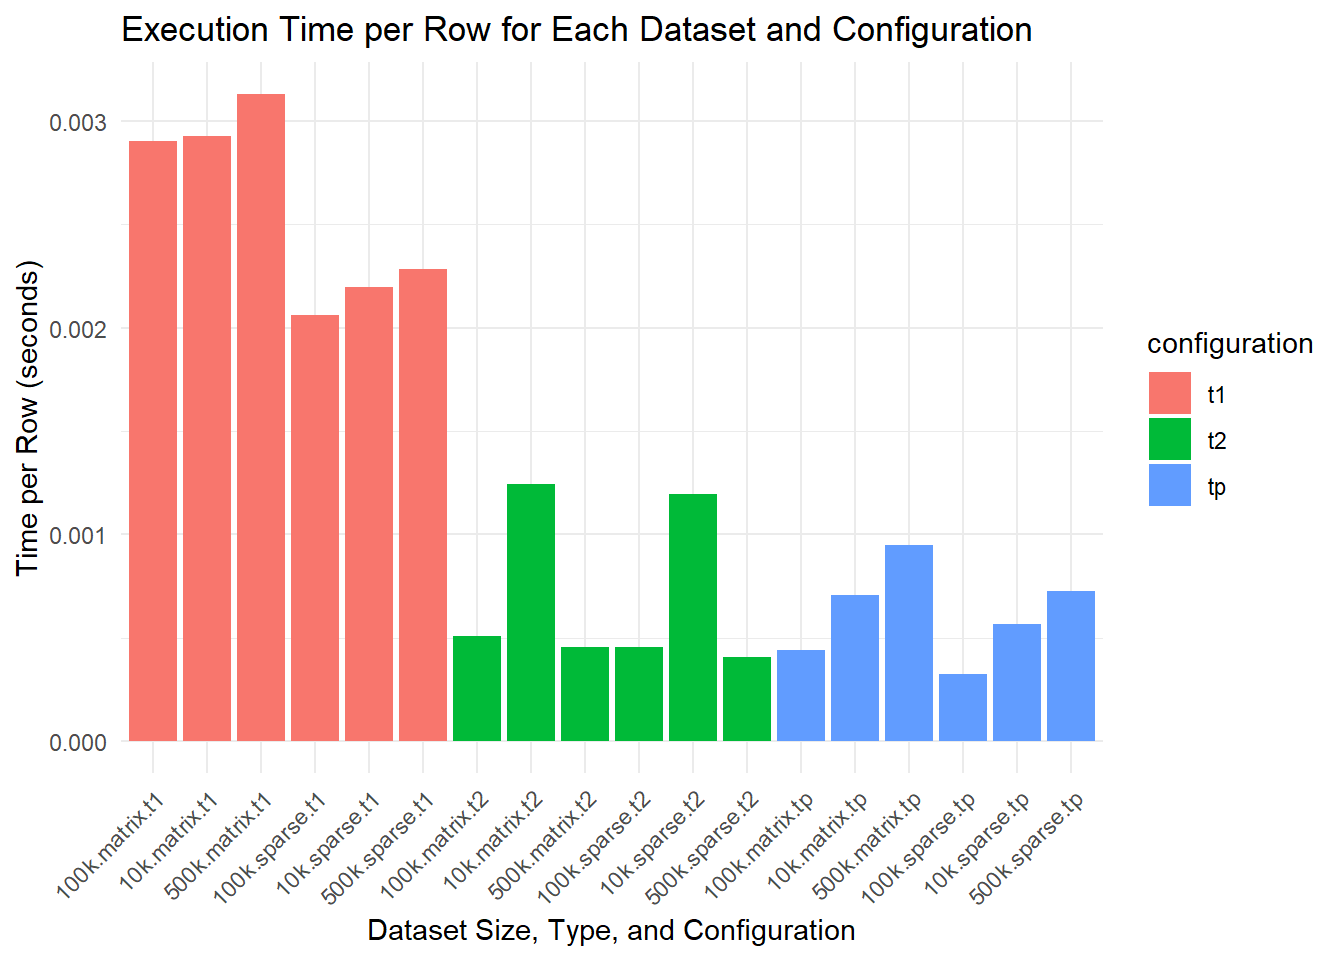 Execution Time per Row for Each Dataset and Configuration
Time per Row (seconds)
0.003
0.002
0.001
0.000
100k.matrix.t1
10k.matrix.t1
500k.matrix.t1
100k.sparse.t1
10k.sparse.t1
500k.sparse.t1
100k.matrix.t2
10k.matrix.t2
500k.matrix.t2
100k.sparse.t2
10k.sparse.t2
500k.sparse.t2
100k.matrix.tp
10k.matrix.tp
500k.matrix.tp
100k.sparse.tp
10k.sparse.tp
500k.sparse.tp
Dataset Size, Type, and Configuration
configuration
t1
t2
tp